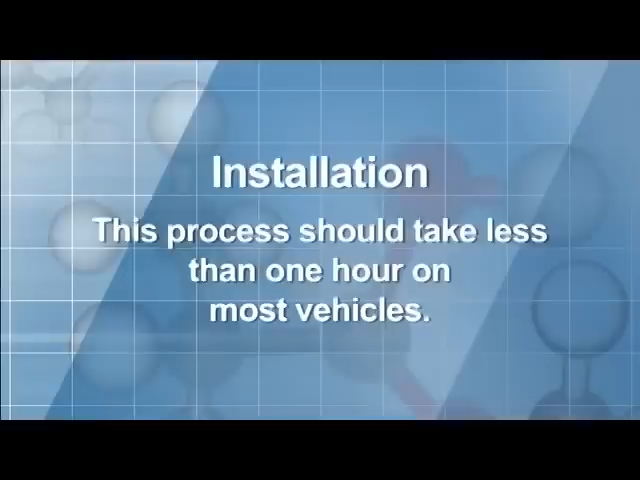 Installation
This process should take less
than one hour on
most vehicles.